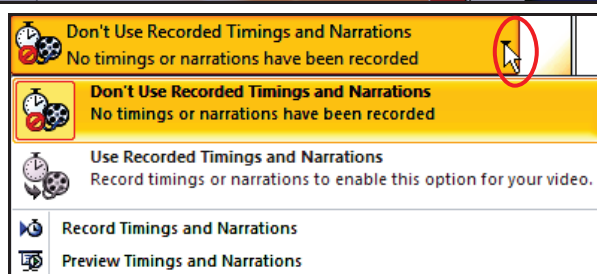 Don't Use Recorded Timings and Narrations
No timings or narrations have been recorded
Don't Use Recorded Timings and Narrations
No timings or narrations have been recorded
Use Recorded Timings and Narrations
Record timings or narrations to enable this option for your video.
Record Timings and Narrations
Preview Timings and Narrations